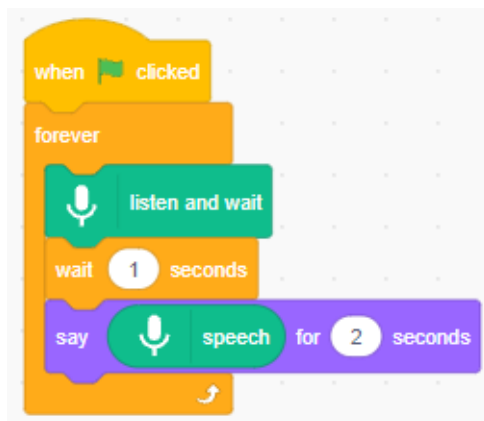 when clicked
forever
listen and wait
wait 1 seconds
say speech for 2 seconds